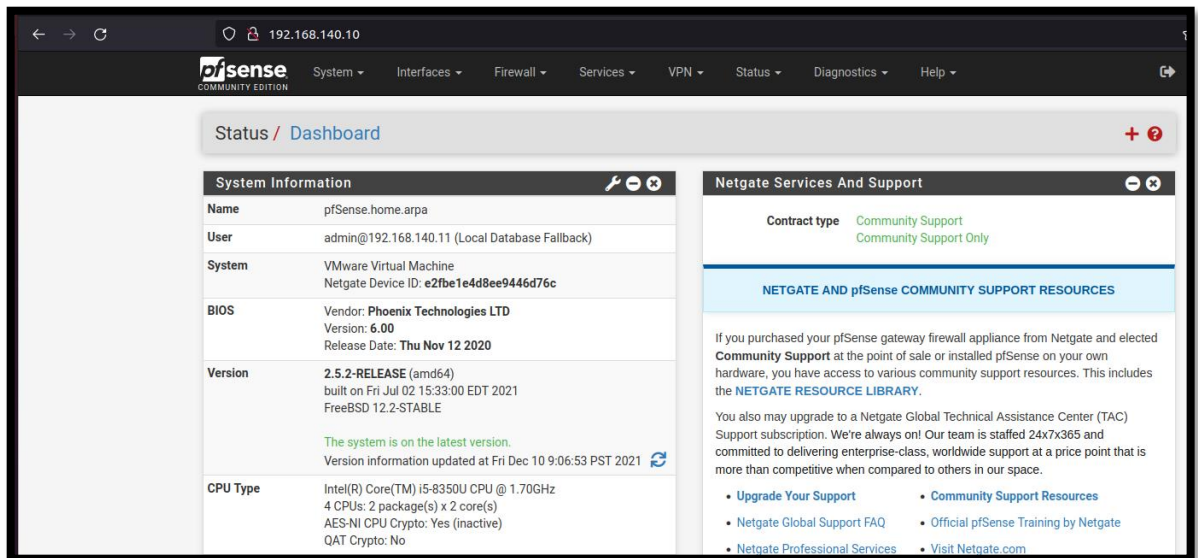 192.168.140.10
pfsense
COMMUNITY EDITION
System
Interfaces
Firewall
Services
VPN
Status
Diagnostics
Help
Status / Dashboard
System Information
Name pfSense.home.arpa
User admin@192.168.140.11 (Local Database Fallback)
System VMware Virtual Machine
Netgate Device ID: e2fbe1e4d8ee9446d76c
BIOS Vendor: Phoenix Technologies LTD
Version: 6.00
Release Date: Thu Nov 12 2020
Version 2.5.2-RELEASE (amd64)
built on Fri Jul 02 15:33:00 EDT 2021
FreeBSD 12.2-STABLE
The system is on the latest version.
Version information updated at Fri Dec 10 9:06:53 PST 2021
CPU Type Intel(R) Core(TM) i5-8350U CPU @ 1.70GHz
4 CPUs: 2 package(s) x 2 core(s)
AES-NI CPU Crypto: Yes (inactive)
QAT Crypto: No
Netgate Services And Support
Contract type Community Support
Community Support Only
NETGATE AND pfSense COMMUNITY SUPPORT RESOURCES
If you purchased your pfSense gateway firewall appliance from Netgate and elected
Community Support at the point of sale or installed pfSense on your own
hardware, you have access to various community support resources. This includes
the NETGATE RESOURCE LIBRARY.
You also may upgrade to a Netgate Global Technical Assistance Center (TAC)
Support subscription. We're always on! Our team is staffed 24x7x365 and
committed to delivering enterprise-class, worldwide support at a price point that is
more than competitive when compared to others in our space.
• Upgrade Your Support
• Community Support Resources
• Netgate Global Support FAQ
• Official pfSense Training by Netgate
• Netgate Professional Services
• Visit Netgate.com